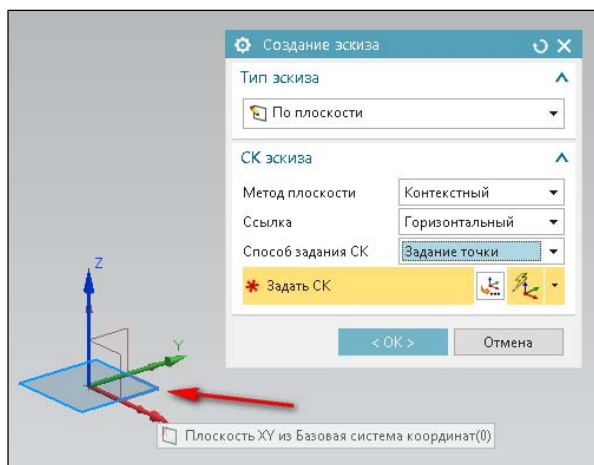 Создание эскиза
Тип эскиза
По плоскости
СК эскиза
Метод плоскости Контекстный
Ссылка Горизонтальный
Способ задания СК Задание точки
* Задать СК
< ОК > Отмена
Z
Y
Плоскость XY из Базовая система координат(0)